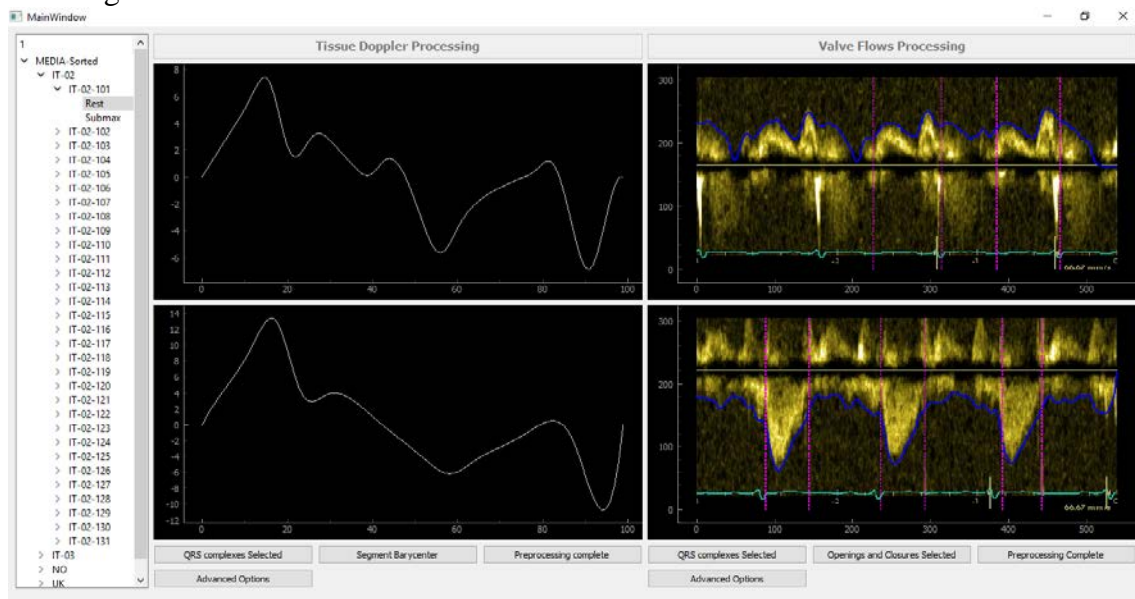 MainWindow
1
MEDIA-Sorted
IT-02
IT-02-101
Rest
Submax
IT-02-102
IT-02-103
IT-02-104
IT-02-105
IT-02-106
IT-02-107
IT-02-108
IT-02-109
IT-02-110
IT-02-111
IT-02-112
IT-02-113
IT-02-114
IT-02-115
IT-02-116
IT-02-117
IT-02-118
IT-02-119
IT-02-120
IT-02-121
IT-02-122
IT-02-123
IT-02-124
IT-02-125
IT-02-126
IT-02-127
IT-02-128
IT-02-129
IT-02-130
IT-02-131
IT-03
NO
UK
Tissue Doppler Processing
8
6
4
2
0
-2
-4
-6
0 20 40 60 80 100
14
12
10
8
6
4
2
0
-2
-4
-6
-8
-10
-12
0 20 40 60 80 100
QRS complexes Selected Segment Barycenter Preprocessing complete
Advanced Options
Valve Flows Processing
300
200
100
0
-2 -1
66.67 mm/s
0 100 200 300 400 500
300
200
100
0
-2 -1
66.67 mm/s
0 100 200 300 400 500
QRS complexes Selected Openings and Closures Selected Preprocessing Complete
Advanced Options